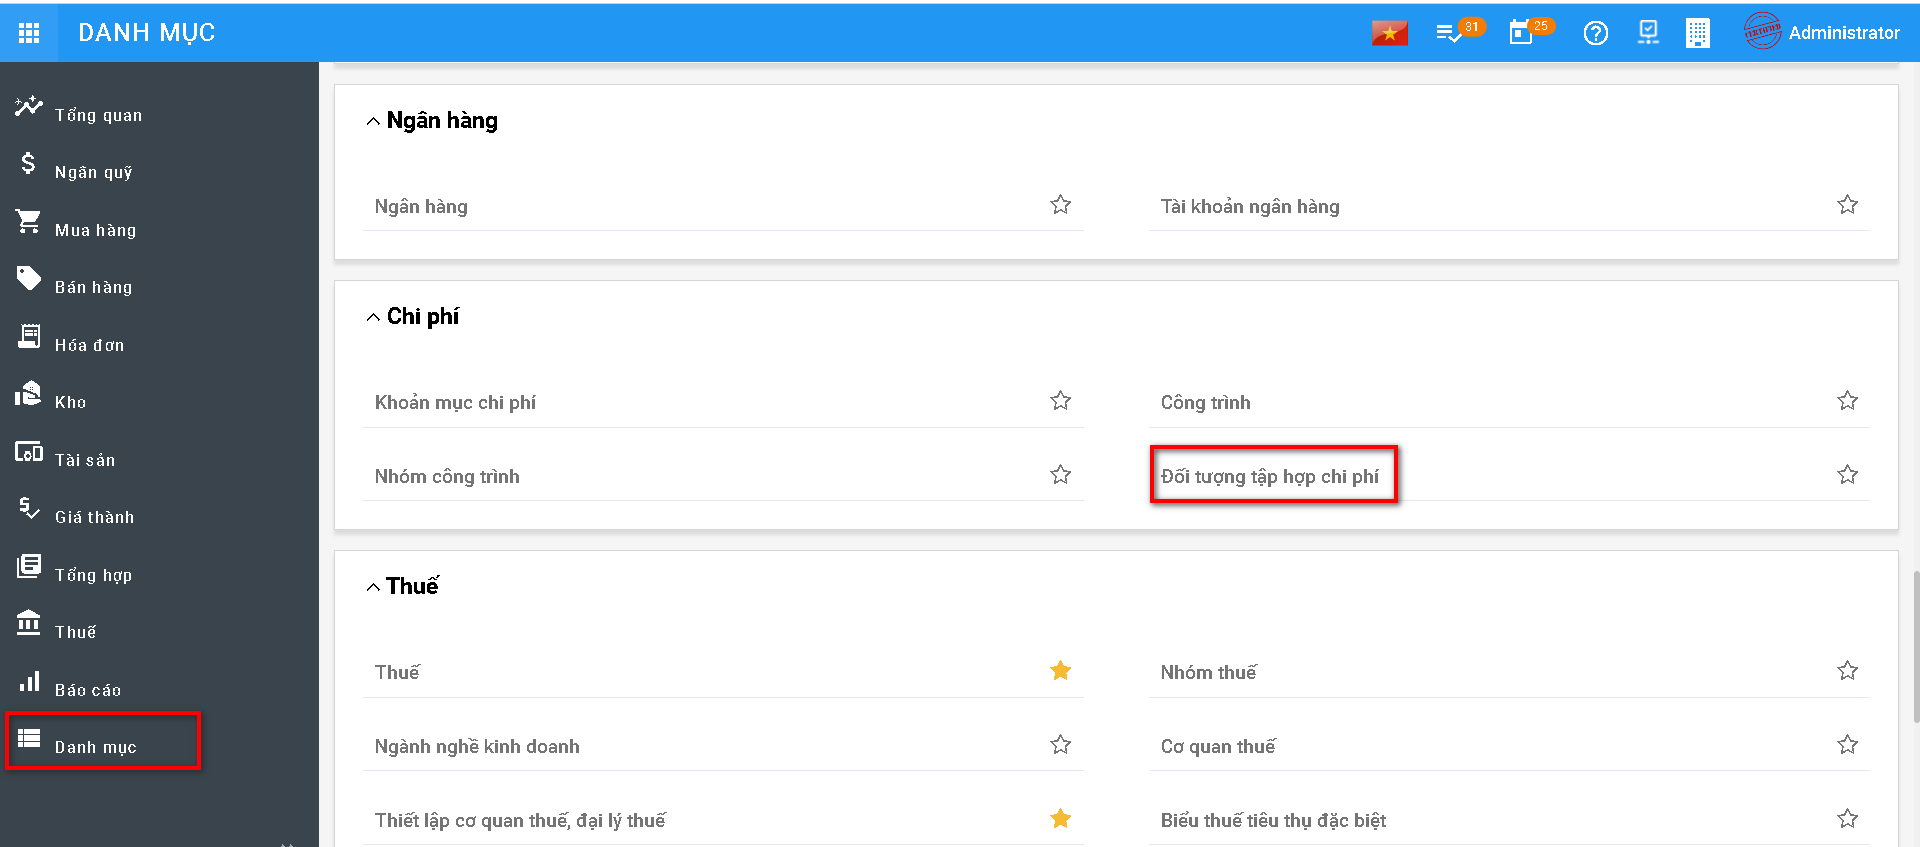 DANH MỤC
31
25
CERTIFIED
Administrator
Tổng quan
Ngân quỹ
Mua hàng
Bán hàng
Hóa đơn
Kho
Tài sản
Giá thành
Tổng hợp
Thuế
Báo cáo
Danh mục
Ngân hàng
Ngân hàng
Tài khoản ngân hàng
Chi phí
Khoản mục chi phí
Công trình
Nhóm công trình
Đối tượng tập hợp chi phí
Thuế
Thuế
Nhóm thuế
Ngành nghề kinh doanh
Cơ quan thuế
Thiết lập cơ quan thuế, đại lý thuế
Biểu thuế tiêu thụ đặc biệt